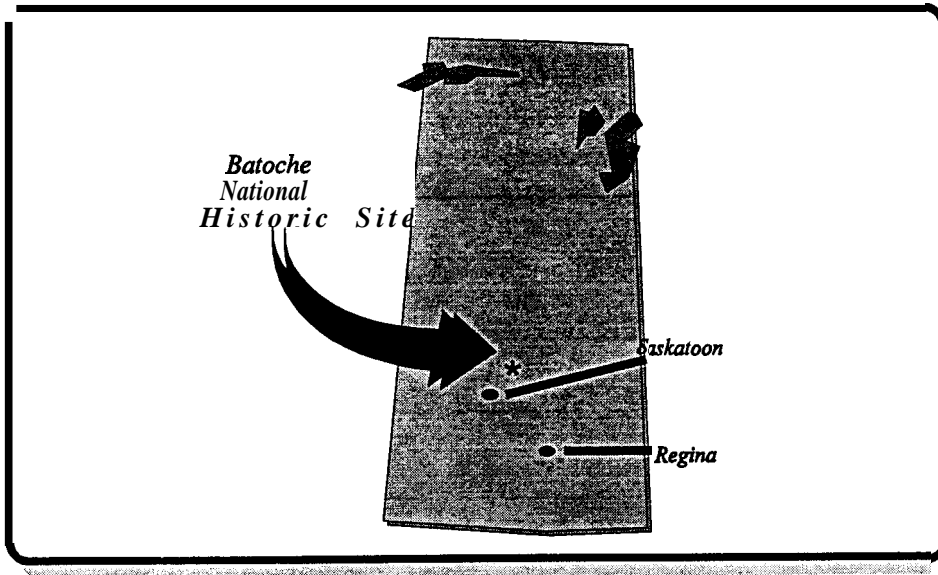 Batoche
National
Historic Site
Saskatoon
Regina